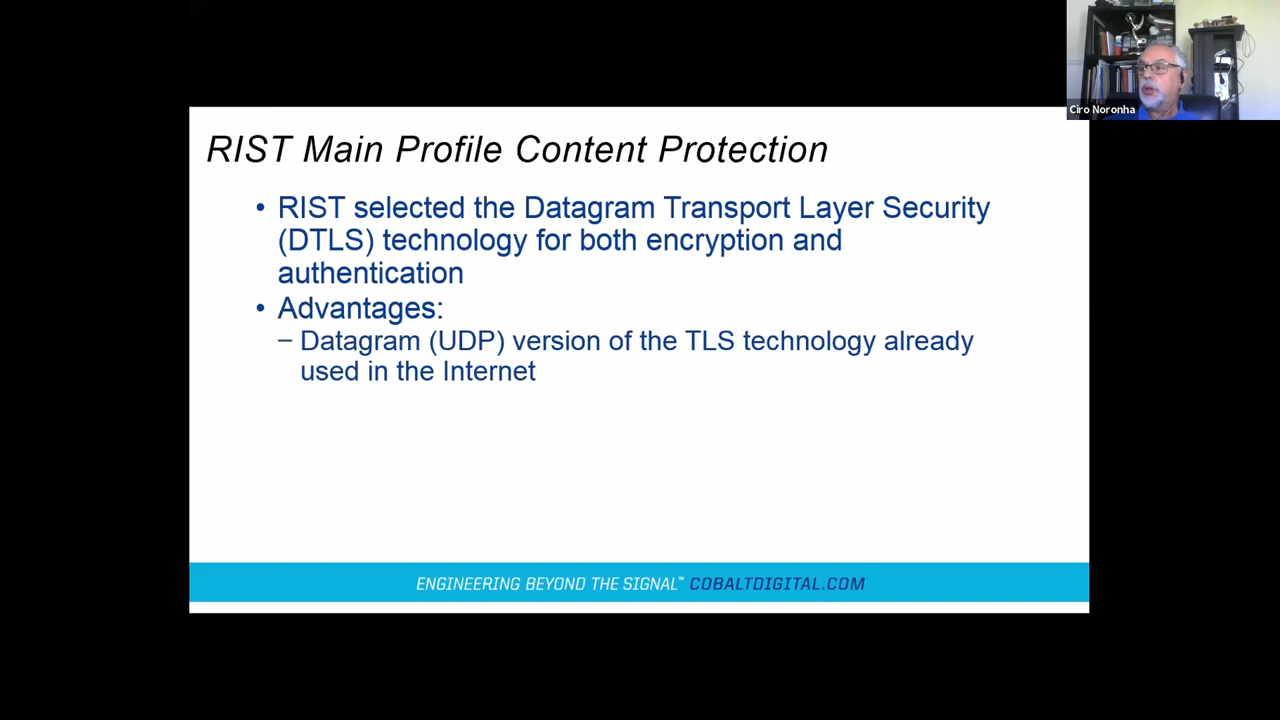 Ciro Noronha
RIST Main Profile Content Protection
• RIST selected the Datagram Transport Layer Security
(DTLS) technology for both encryption and
authentication
• Advantages:
– Datagram (UDP) version of the TLS technology already
used in the Internet
ENGINEERING BEYOND THE SIGNAL™ COBALTDIGITAL.COM